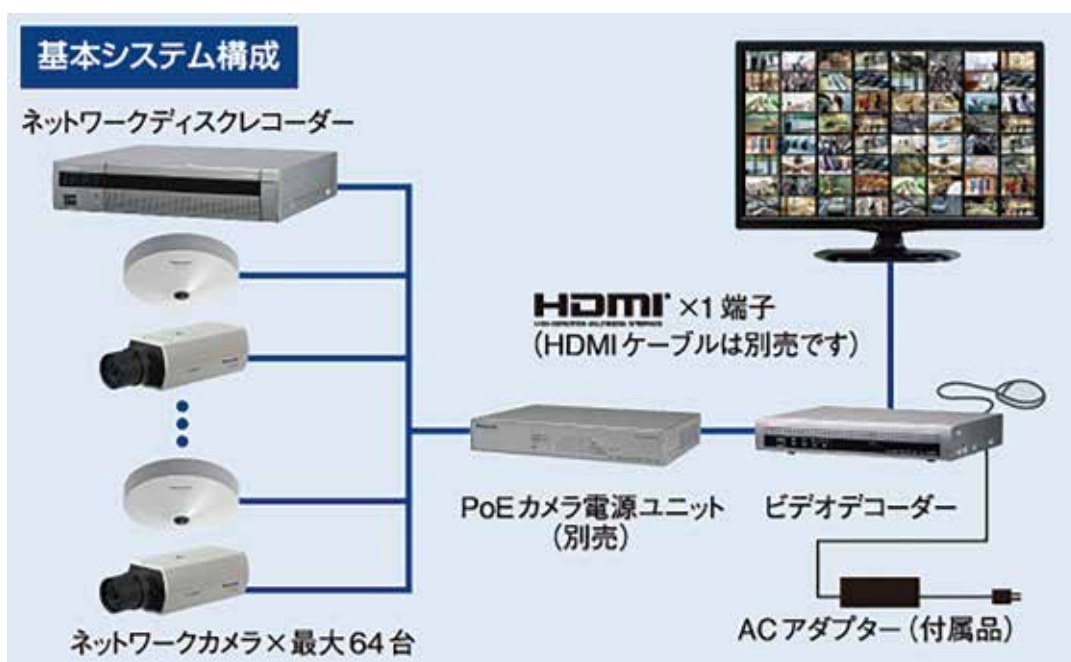 基本システム構成
ネットワークディスクレコーダー
HDMI ×1 端子
（HDMIケーブルは別売です）
PoEカメラ電源ユニット
（別売）
ビデオデコーダー
ACアダプター（付属品）
ネットワークカメラ×最大64台